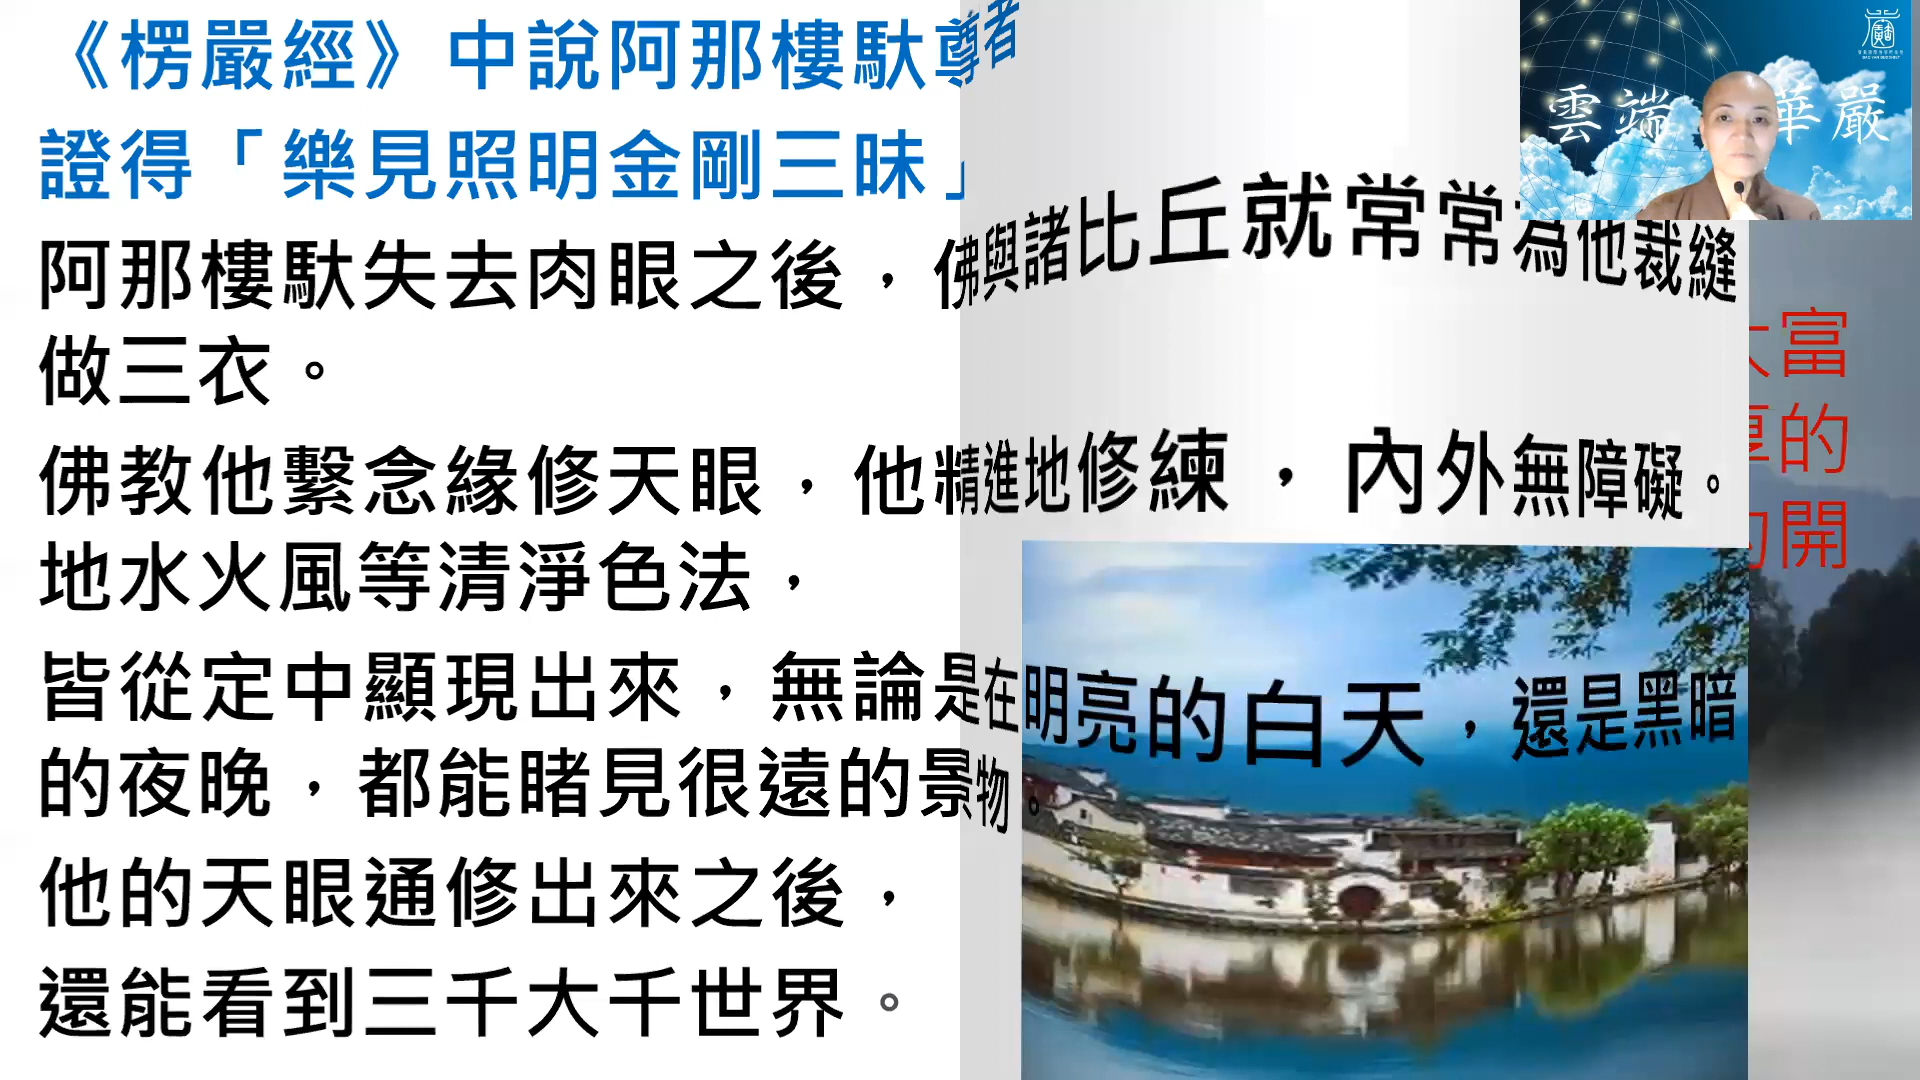 《楞嚴經》中說阿那樓馱尊者
證得「樂見照明金剛三昧」
阿那樓馱失去肉眼之後，佛與諸比丘就常常為他裁縫
做三衣。
佛教他繫念緣修天眼，他精進地修練，內外無障礙。
地水火風等清淨色法，
皆從定中顯現出來，無論是在明亮的白天，還是黑暗
的夜晚，都能睹見很遠的景物。
他的天眼通修出來之後，
還能看到三千大千世界。
雲端華嚴
富
的
開